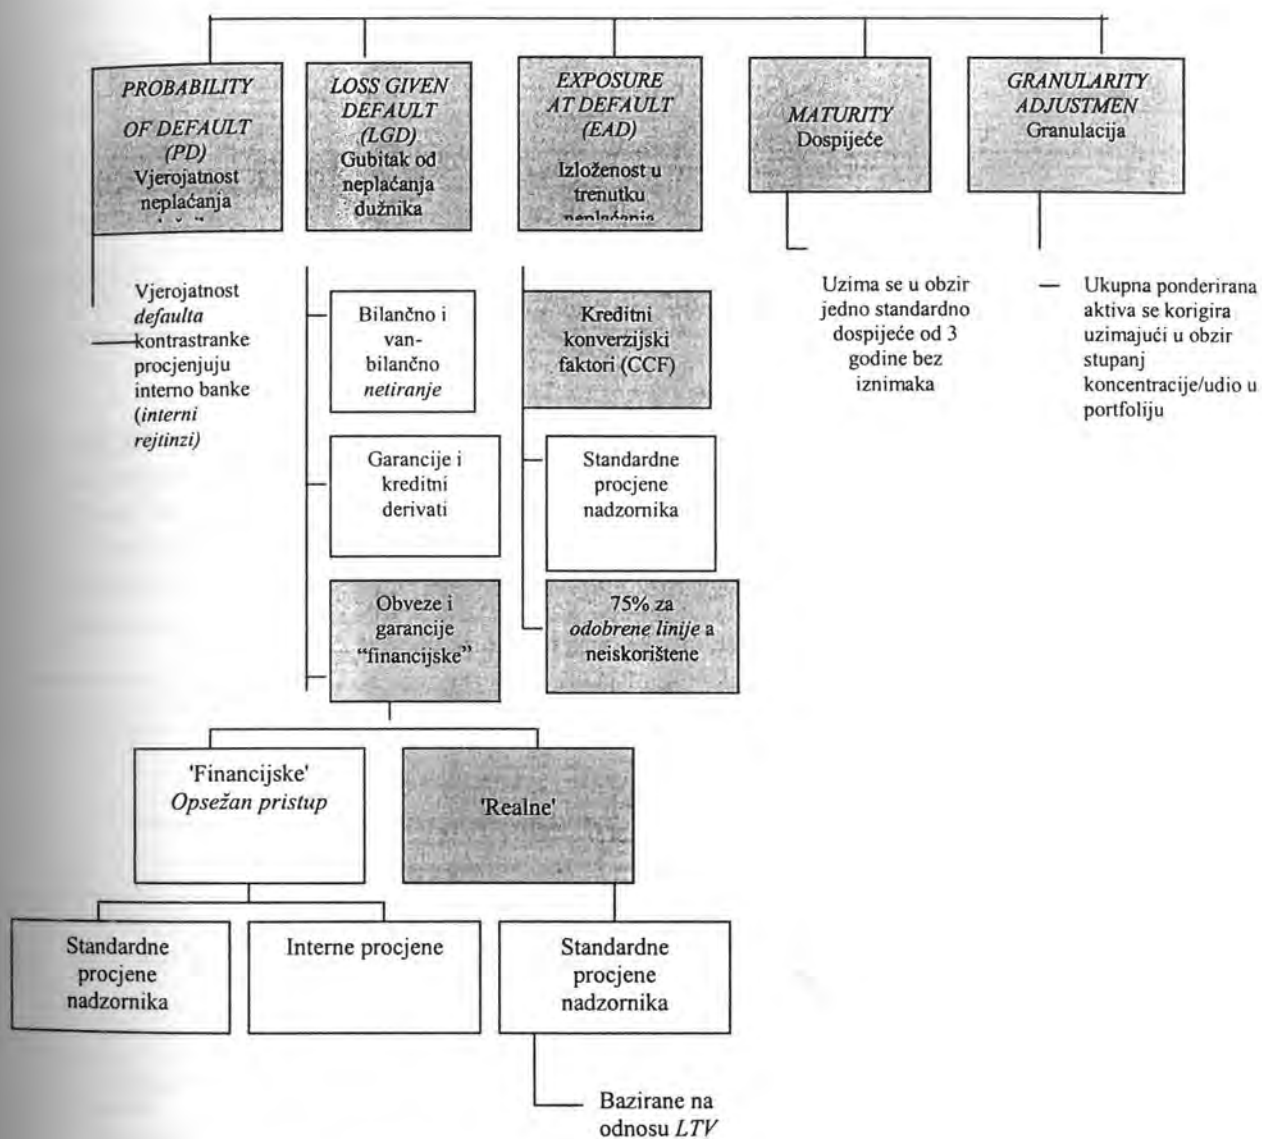 PROBABILITY
OF DEFAULT
(PD)
Vjerojatnost
neplaćanja
LOSS GIVEN
DEFAULT
(LGD)
Gubitak od
neplaćanja
dužnika
EXPOSURE
AT DEFAULT
(EAD)
Izloženost u
trenutku
neplaćanja
MATURITY
Dospijeće
GRANULARITY
ADJUSTMEN
Granulacija
Vjerojatnost
defaulta
kontrastranke
procjenjuju
interno banke
(interni
rejtinzi)
Bilančno i
van-
bilančno
netiranje
Garancije i
kreditni
derivati
Obveze i
garancije
“financijske”
Kreditni
konverzijski
faktori (CCF)
Standardne
procjene
nadzornika
75% za
odobrene linije a
neiskorištene
Uzima se u obzir
jedno standardno
dospijeće od 3
godine bez
iznimaka
Ukupna ponderirana
aktiva se korigira
uzimajući u obzir
stupanj
koncentracije/udio u
portfoliju
'Financijske'
Opsežan pristup
'Realne'
Standardne
procjene
nadzornika
Interne procjene
Standardne
procjene
nadzornika
Bazirane na
odnosu LTV